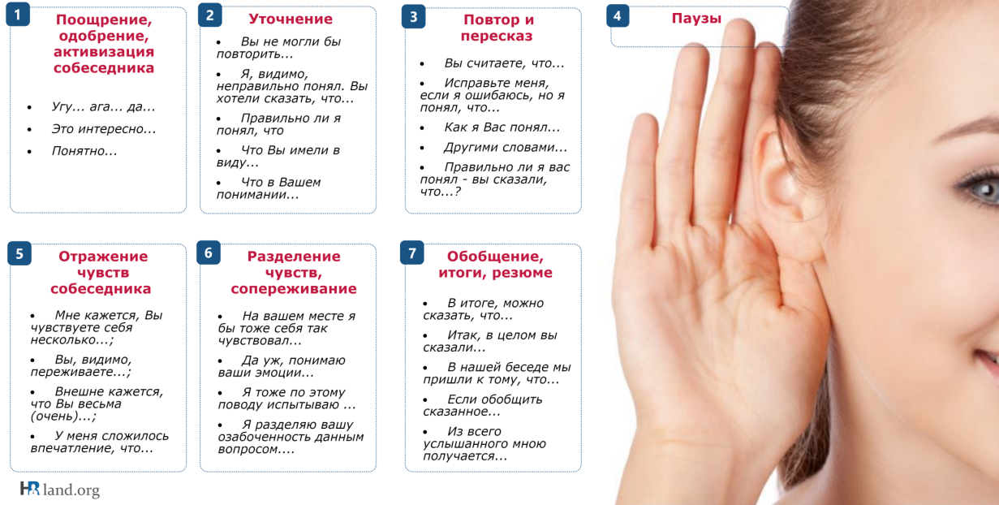 1
Поощрение,
одобрение,
активизация
собеседника
• Угу... ага... да...
• Это интересно...
• Понятно...
2
Уточнение
• Вы не могли бы
повторить...
• Я, видимо,
неправильно понял. Вы
хотели сказать, что...
• Правильно ли я
понял, что
• Что Вы имели в
виду...
• Что в Вашем
понимании...
3
Повтор и
пересказ
• Вы считаете, что...
• Исправьте меня,
если я ошибаюсь, но я
понял, что...
• Как я Вас понял...
• Другими словами...
• Правильно ли я вас
понял - вы сказали,
что...?
4
Паузы
5
Отражение
чувств
собеседника
• Мне кажется, Вы
чувствуете себя
несколько...;
• Вы, видимо,
переживаете...;
• Внешне кажется,
что Вы весьма
(очень)...;
• У меня сложилось
впечатление, что...
6
Разделение
чувств,
сопереживание
• На вашем месте я
бы тоже себя так
чувствовал...
• Да уж, понимаю
ваши эмоции...
• Я тоже по этому
поводу испытываю ...
• Я разделяю вашу
озабоченность данным
вопросом....
7
Обобщение,
итоги, резюме
• В итоге, можно
сказать, что...
• Итак, в целом вы
сказали...
• В нашей беседе мы
пришли к тому, что...
• Если обобщить
сказанное...
• Из всего
услышанного мною
получается...
HR land.org